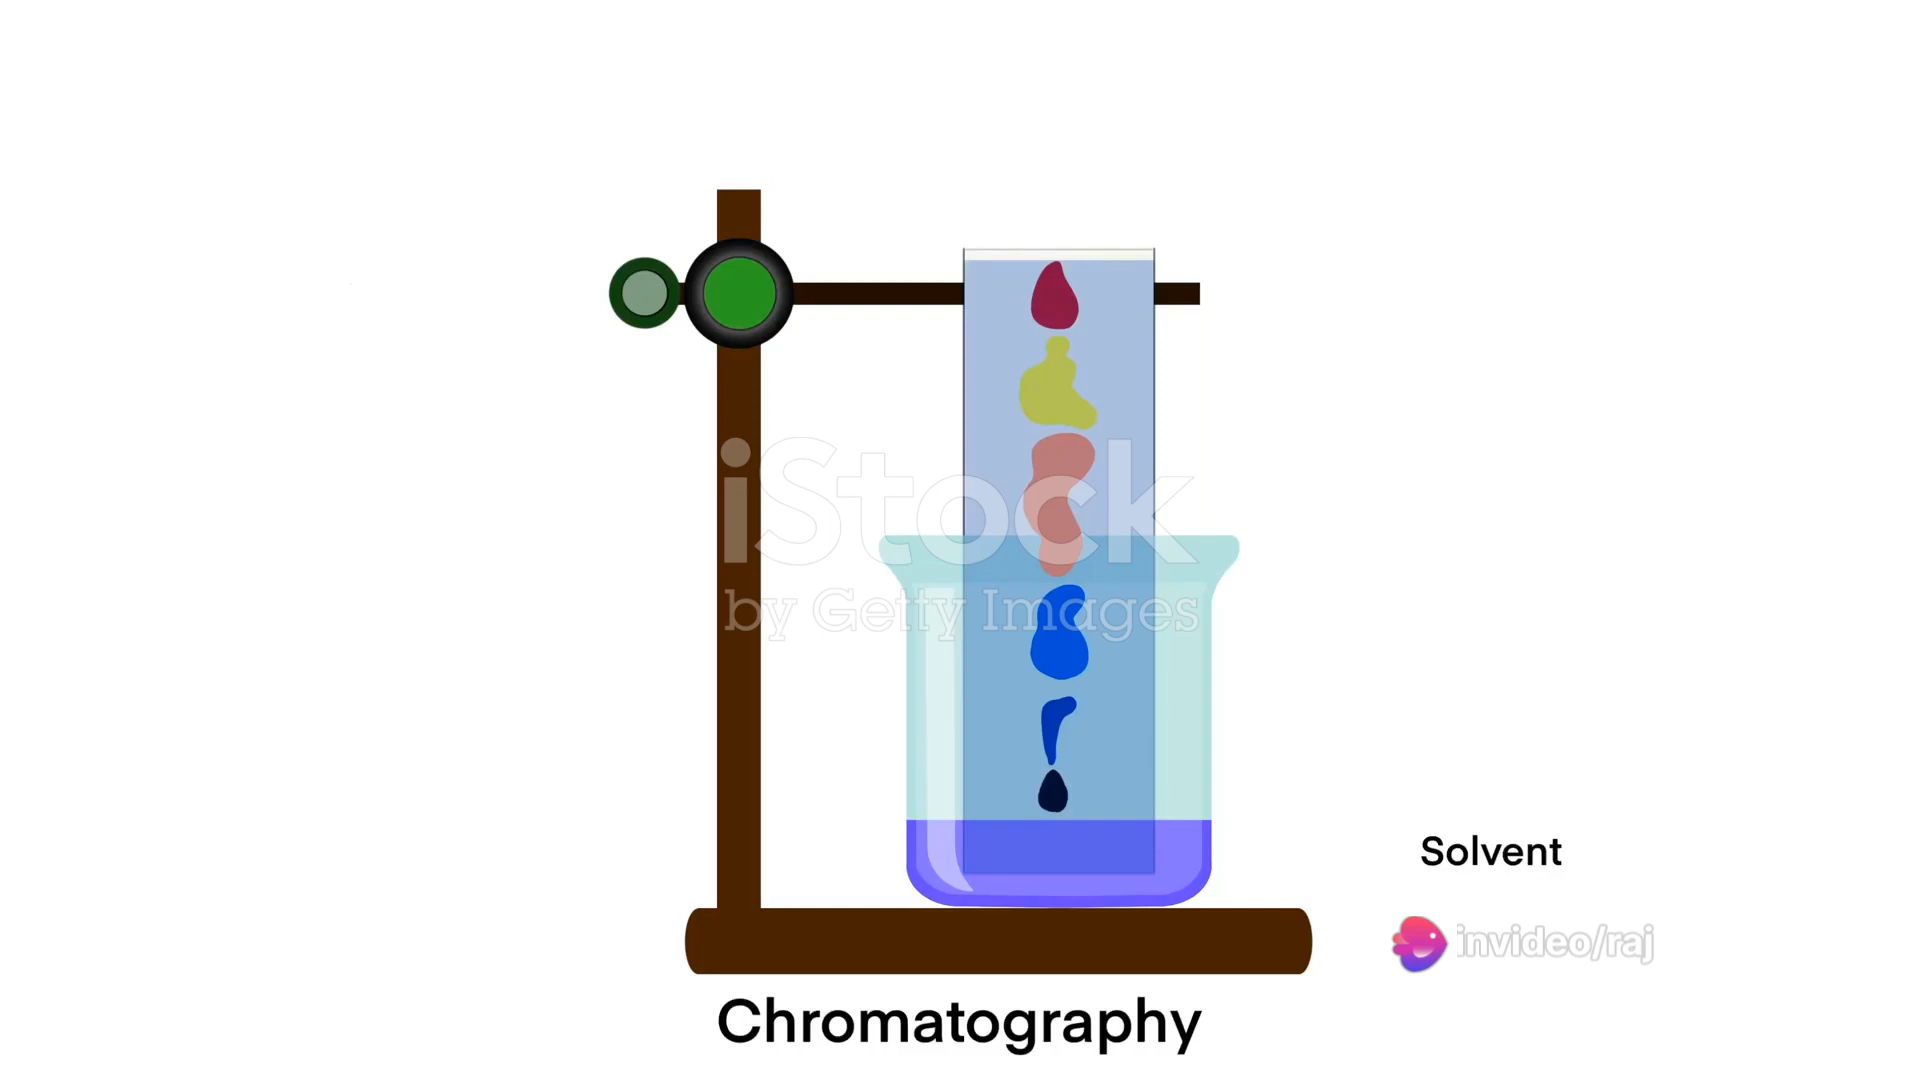 iStock
by Getty Images
Solvent
invideo/raj
Chromatography